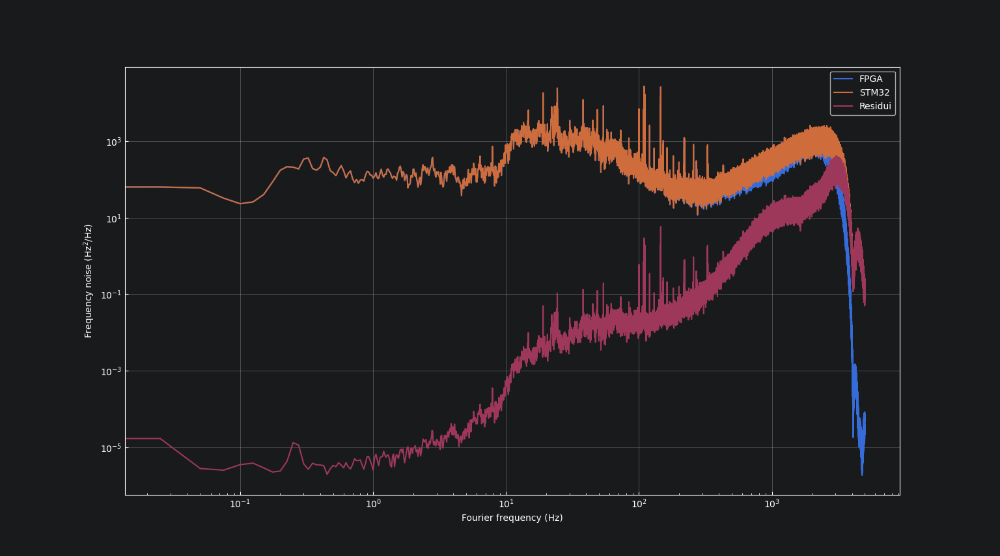 FPGA
STM32
Residui
10³
10¹
10⁻¹
10⁻³
10⁻⁵
Frequency noise (Hz²/Hz)
10⁻¹ 10⁰ 10¹ 10² 10³
Fourier frequency (Hz)